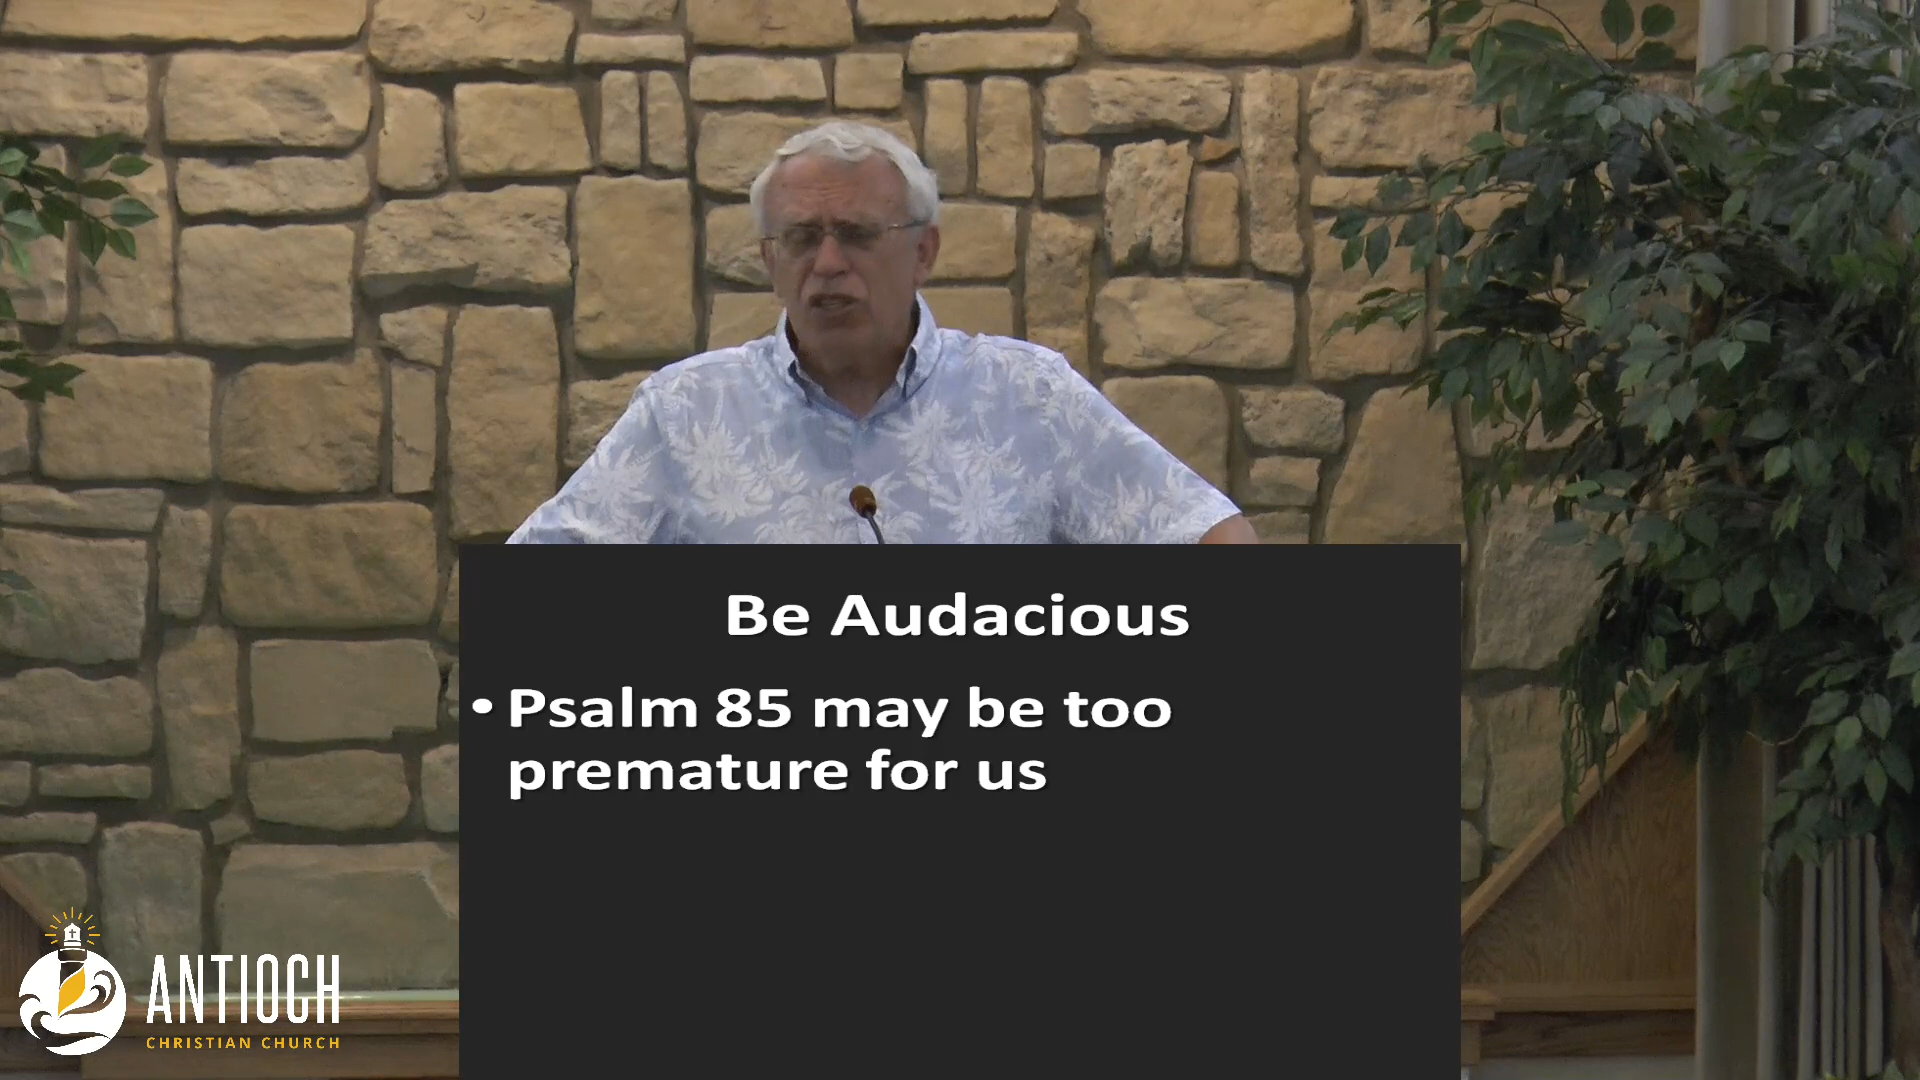 Be Audacious
• Psalm 85 may be too
premature for us
ANTIOCH
CHRISTIAN CHURCH